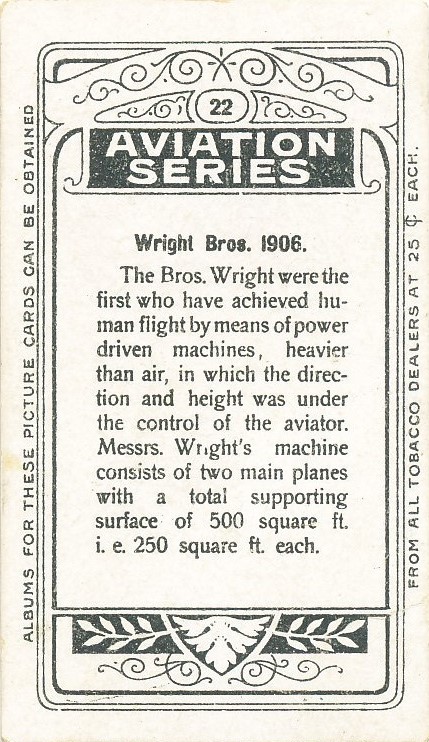 22
AVIATION
SERIES
Wright Bros. 1906.
The Bros. Wright were the
first who have achieved hu-
man flight by means of power
driven machines, heavier
than air, in which the direc-
tion and height was under
the control of the aviator.
Messrs. Wright's machine
consists of two main planes
with a total supporting
surface of 500 square ft.
i. e. 250 square ft. each.
ALBUMS FOR THESE PICTURE CARDS CAN BE OBTAINED
FROM ALL TOBACCO DEALERS AT 25 ₵ EACH.